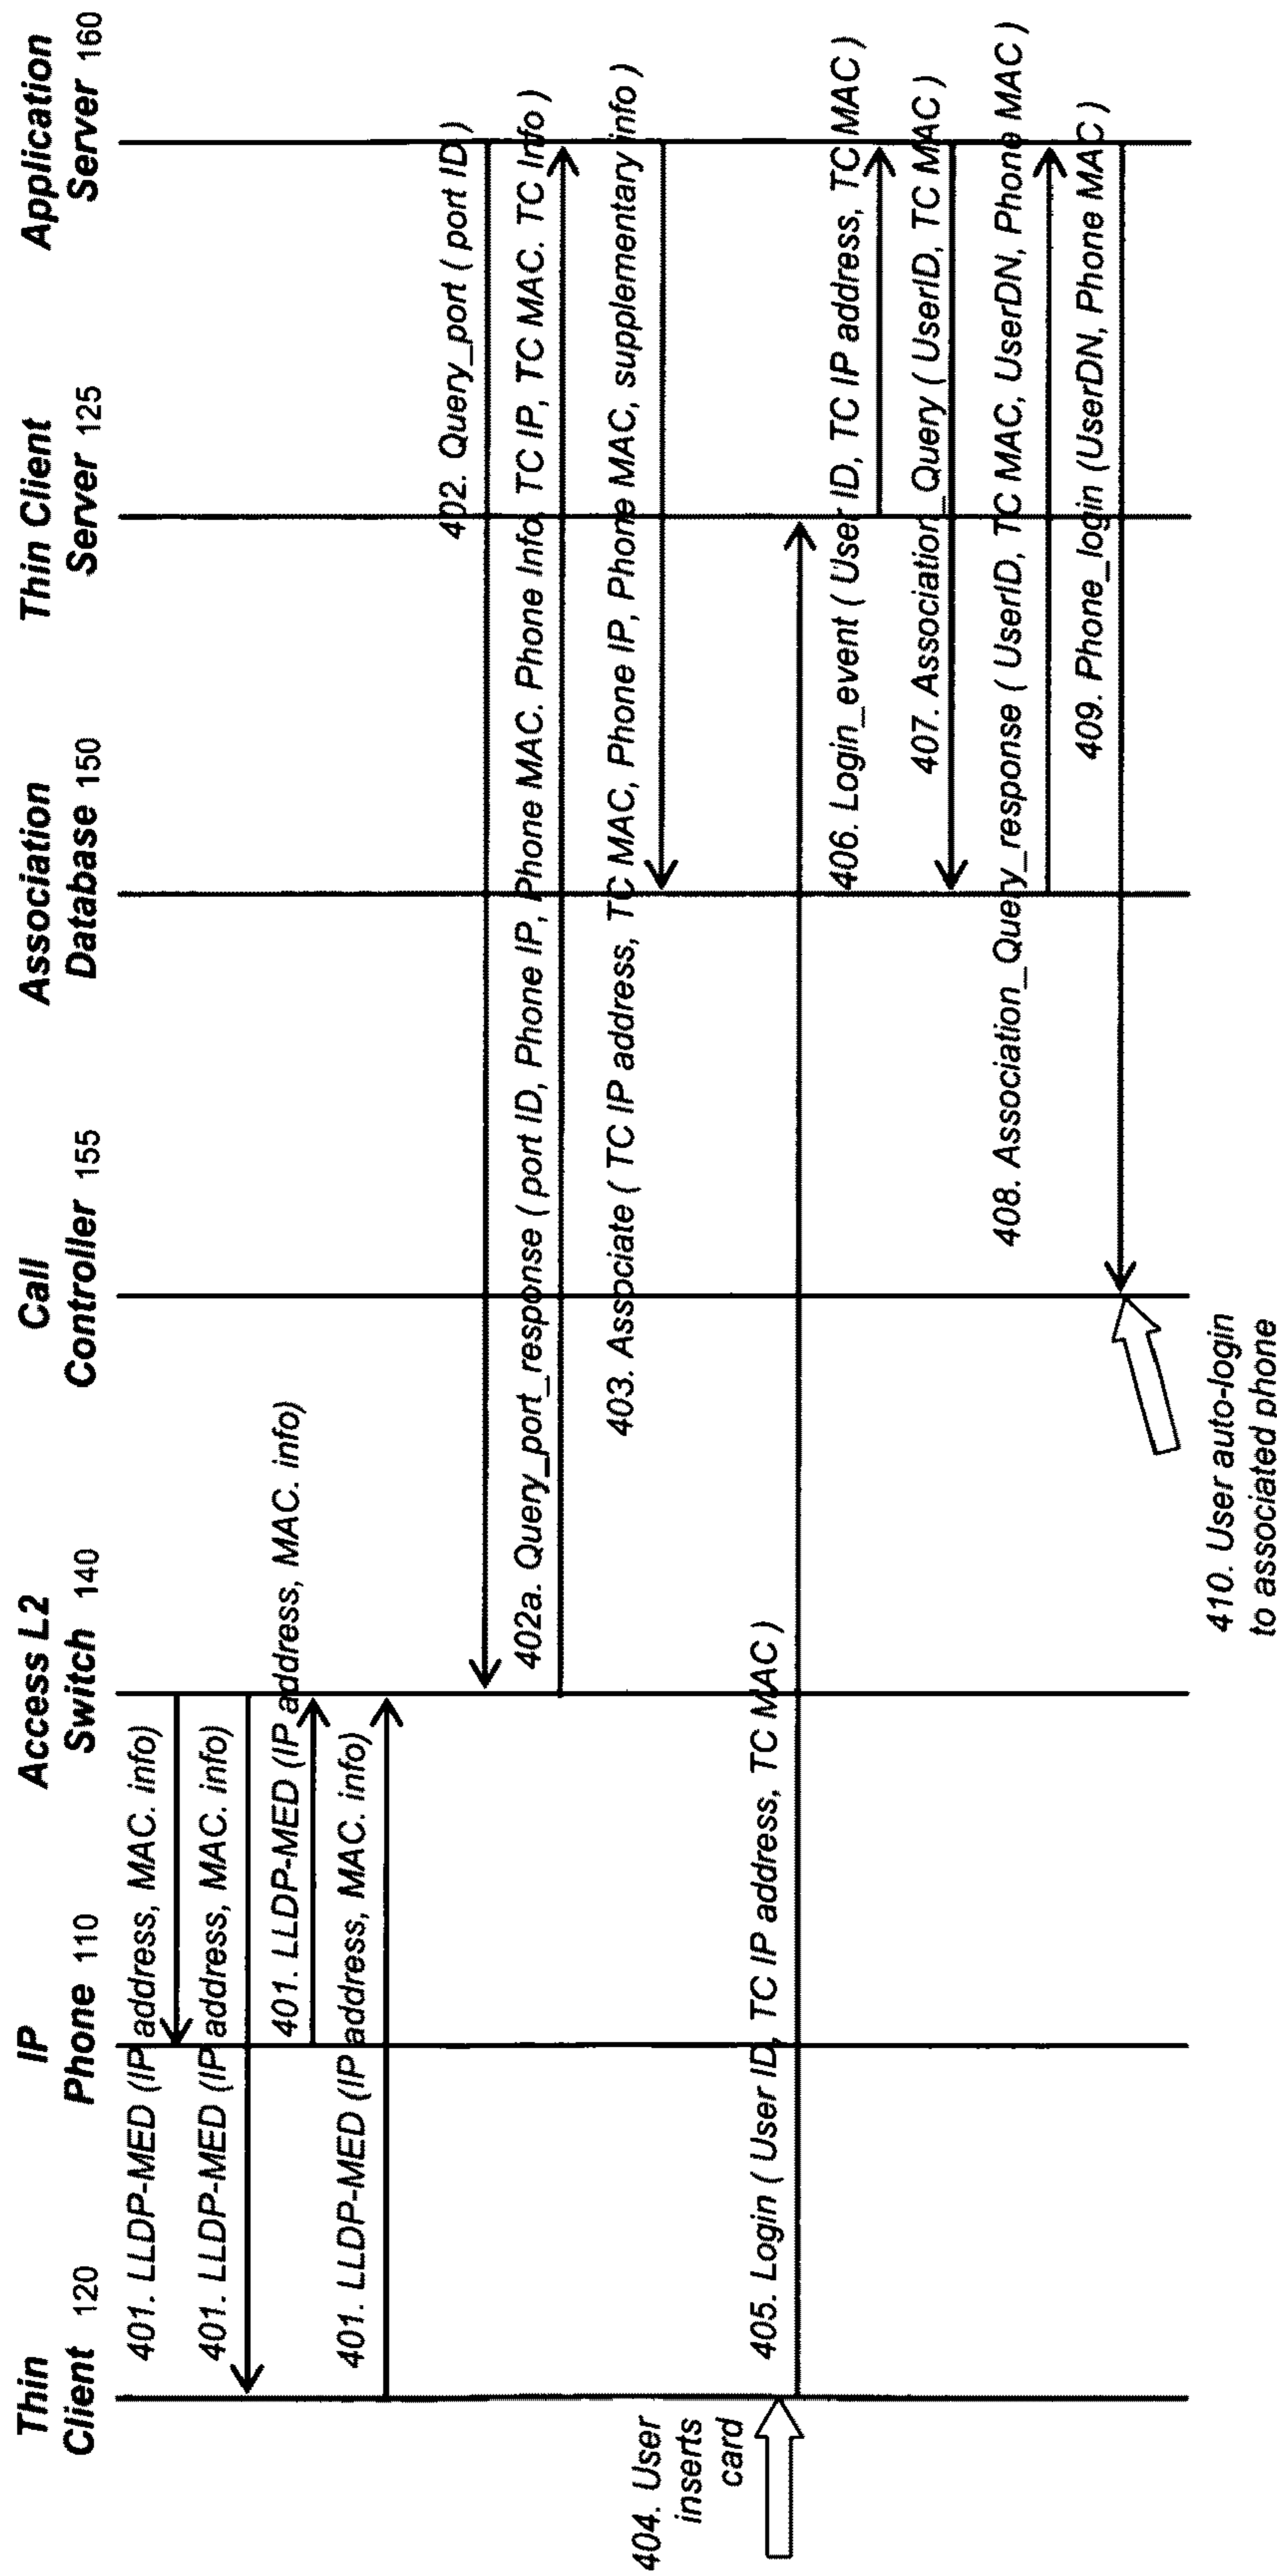 Thin
Client 120
IP
Phone 110
Access L2
Switch 140
Call
Controller 155
Association
Database 150
Thin Client
Server 125
Application
Server 160
401. LLDP-MED (IP address, MAC. info)
401. LLDP-MED (IP address, MAC. info)
401. LLDP-MED (IP address, MAC. info)
401. LLDP-MED (IP address, MAC. info)
402. Query_port ( port ID )
402a. Query_port_response ( port ID, Phone IP, Phone MAC. Phone Info, TC IP, TC MAC. TC Info )
403. Associate ( TC IP address, TC MAC, Phone IP, Phone MAC, supplementary info )
404. User
inserts
card
405. Login ( User ID, TC IP address, TC MAC )
406. Login_event ( User ID, TC IP address, TC MAC )
407. Association_Query ( UserID, TC MAC )
408. Association_Query_response ( UserID, TC MAC, UserDN, Phone MAC )
409. Phone_login (UserDN, Phone MAC )
410. User auto-login
to associated phone